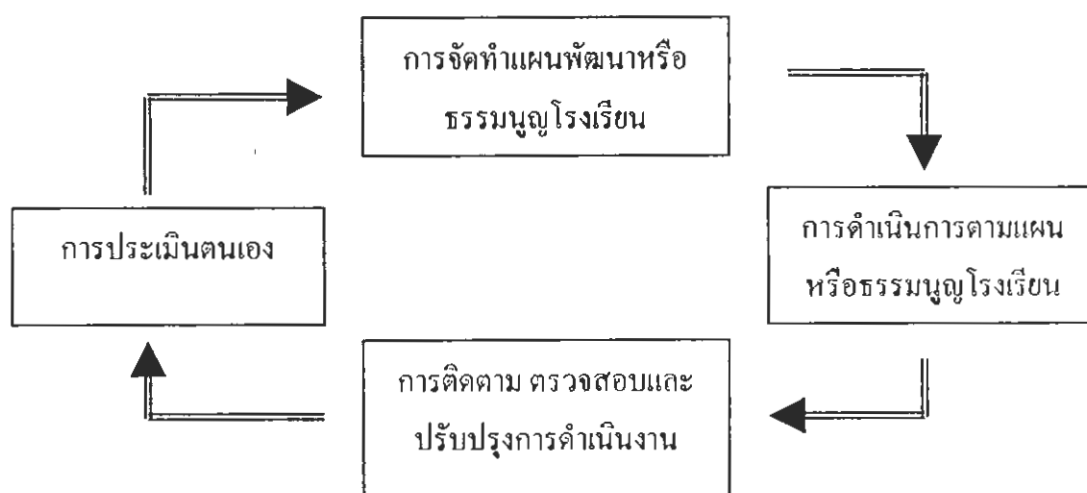 การจัดทำแผนพัฒนาหรือ
ธรรมนูญโรงเรียน
การประเมินตนเอง
การดำเนินการตามแผน
หรือธรรมนูญโรงเรียน
การติดตาม ตรวจสอบและ
ปรับปรุงการดำเนินงาน